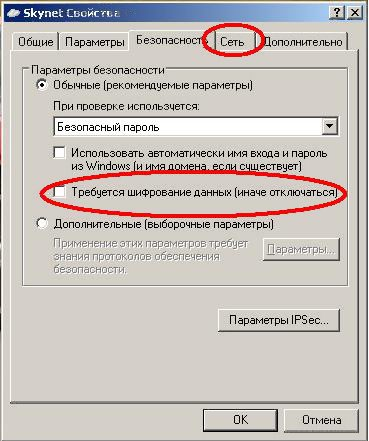 Skynet Свойства
Общие Параметры Безопасность Сеть Дополнительно
Параметры безопасности
Обычные (рекомендуемые параметры)
При проверке используется:
Безопасный пароль
Использовать автоматически имя входа и пароль
из Windows (и имя домена, если существует)
Требуется шифрование данных (иначе отключаться)
Дополнительные (выборочные параметры)
Применение этих параметров требует
знания протоколов обеспечения
безопасности.
Параметры...
Параметры IPSec...
OK Отмена